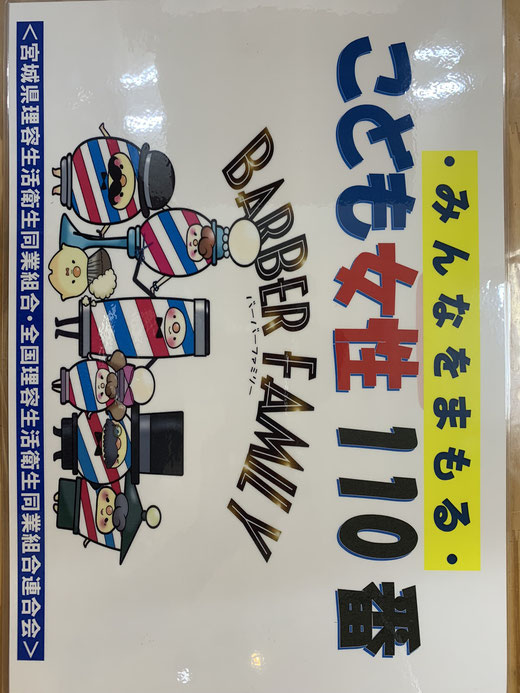 ・みんなをまもる・
こども女性110番
BARBER FAMILY
バーバーファミリー
<宮城県理容生活衛生同業組合・全国理容生活衛生同業組合連合会>